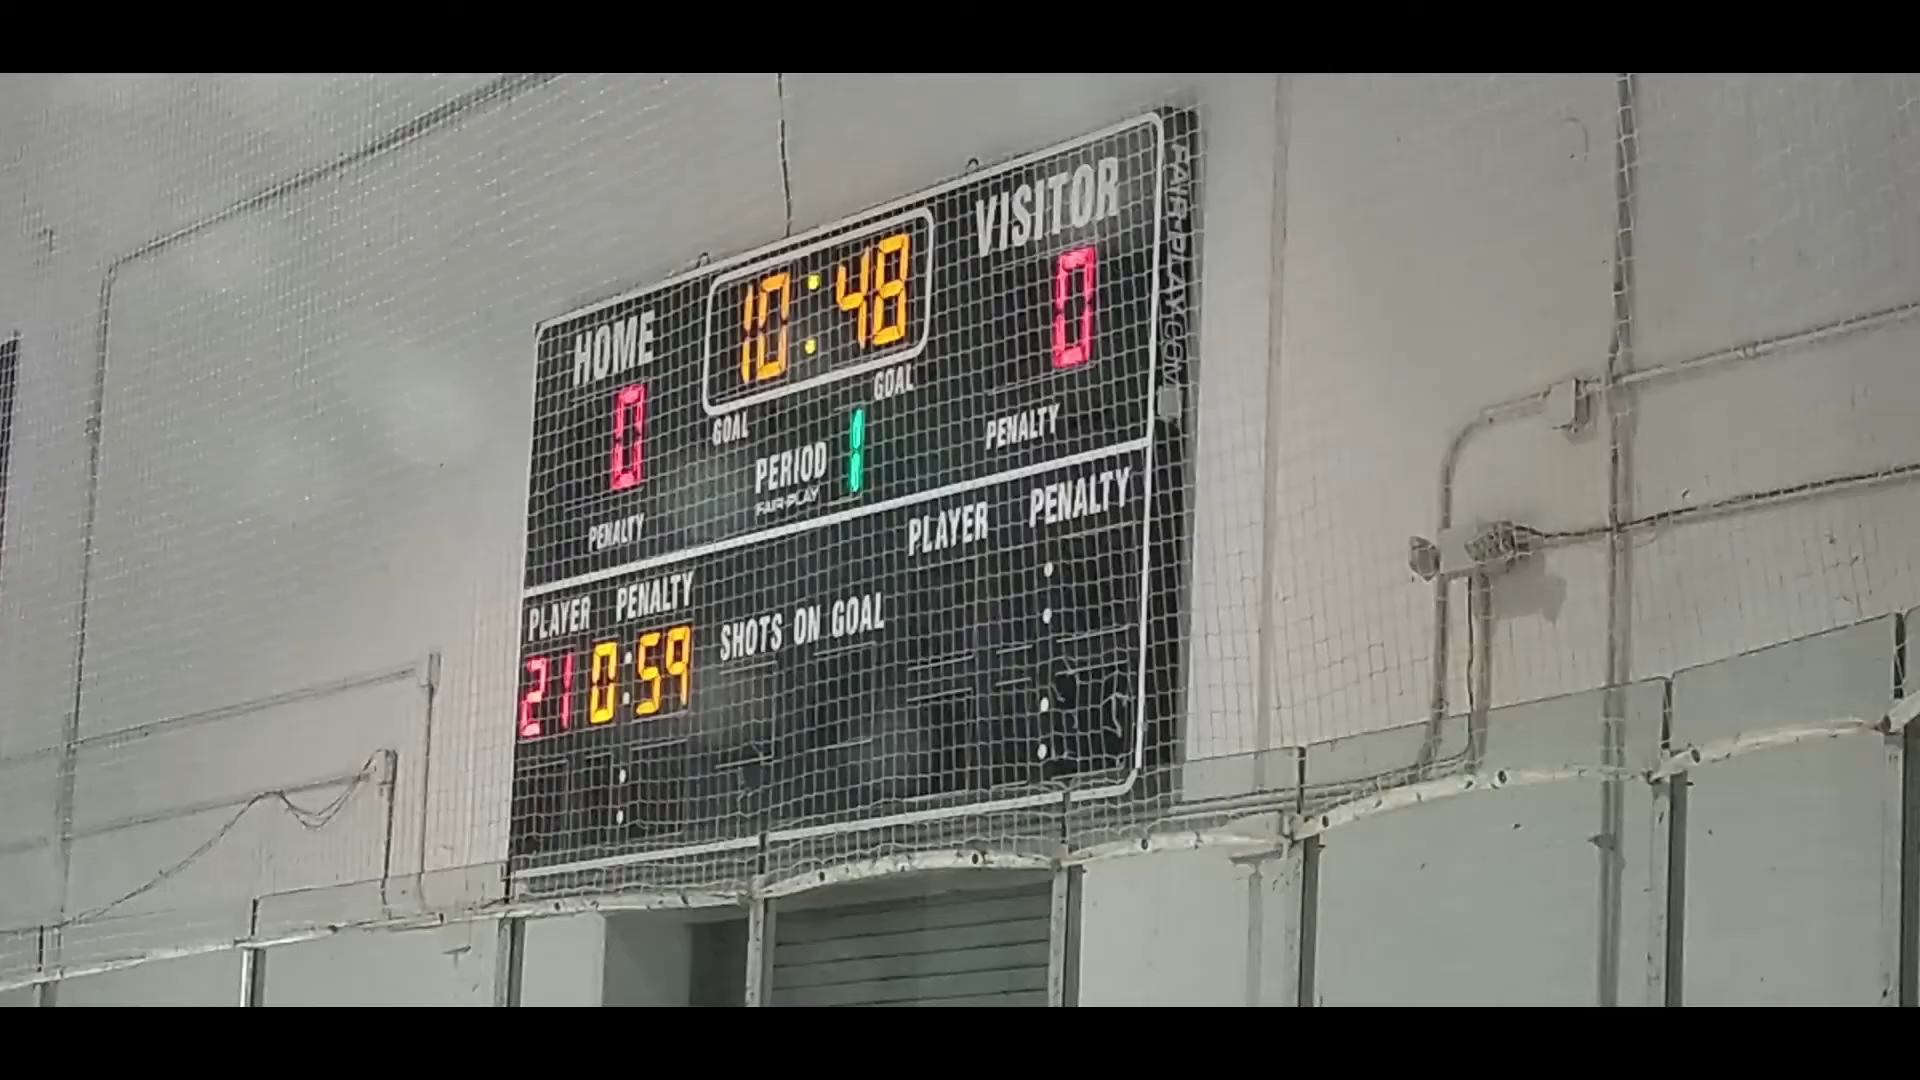 HOME 10:48 VISITOR
0 0
GOAL GOAL
PERIOD 1
FAIR-PLAY
PENALTY PENALTY
PLAYER PENALTY SHOTS ON GOAL PLAYER PENALTY
21 0:59
FAIR-PLAY.COM